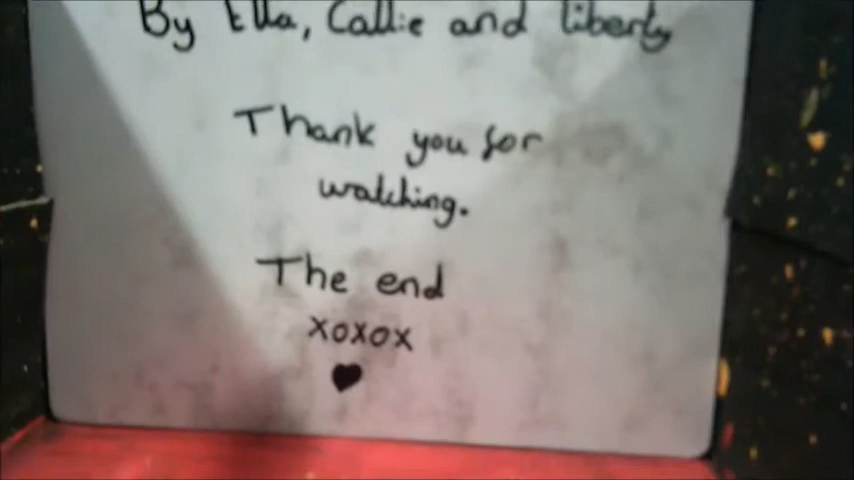 By Ella, Callie and liberty
Thank you for
watching.
The end
xoxox